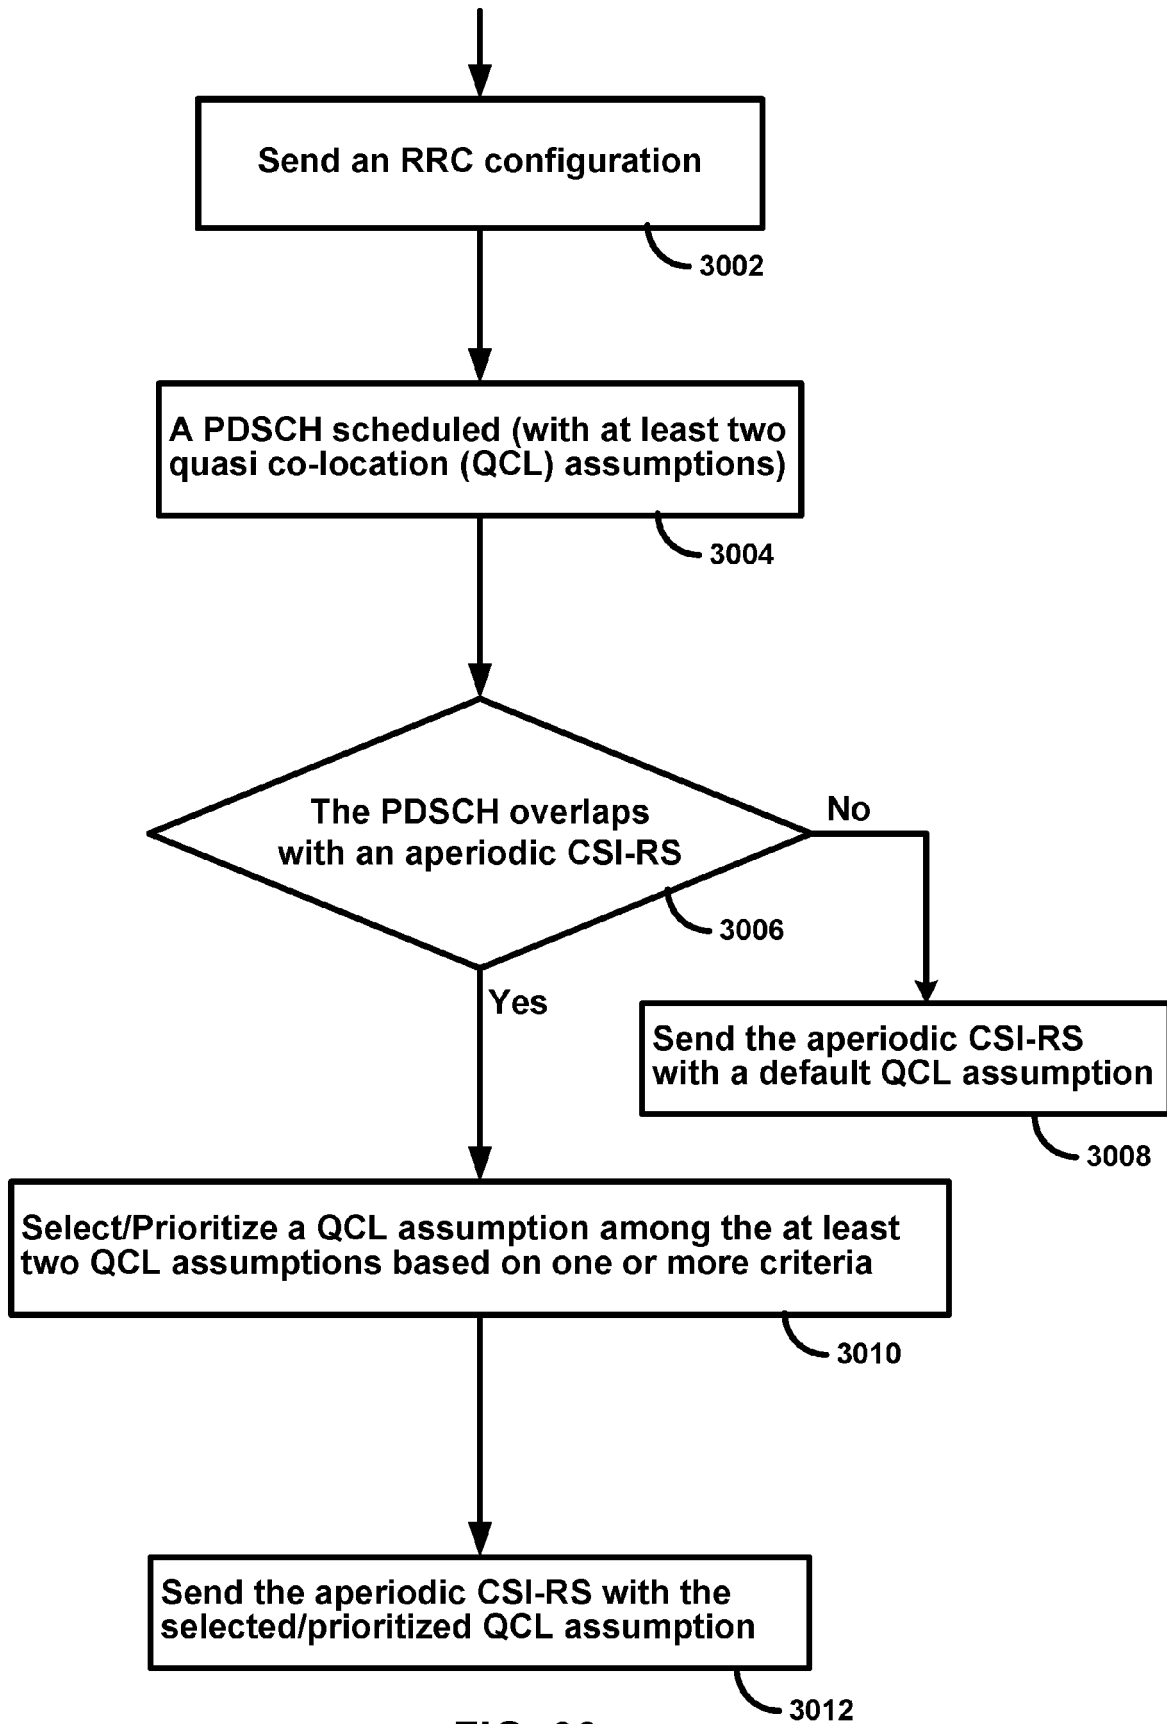 Send an RRC configuration
3002
A PDSCH scheduled (with at least two
quasi co-location (QCL) assumptions)
3004
The PDSCH overlaps
with an aperiodic CSI-RS
No
3006
Yes
Send the aperiodic CSI-RS
with a default QCL assumption
3008
Select/Prioritize a QCL assumption among the at least
two QCL assumptions based on one or more criteria
3010
Send the aperiodic CSI-RS with the
selected/prioritized QCL assumption
3012